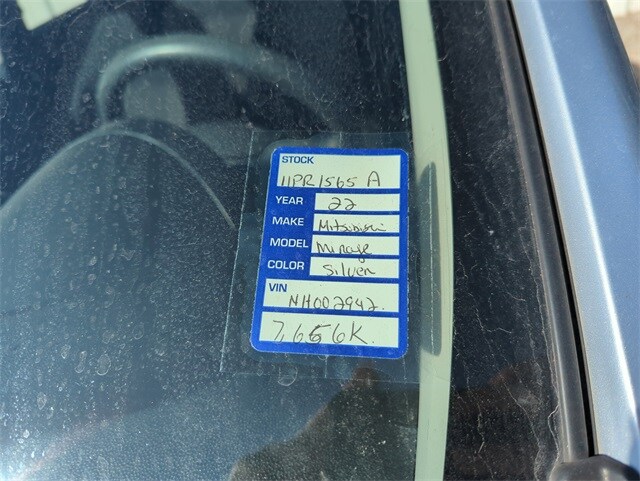 STOCK
11PR1565 A
YEAR 22
MAKE Mitsubishi
MODEL Mirage
COLOR Silver
VIN
NH002942.
7,656K.